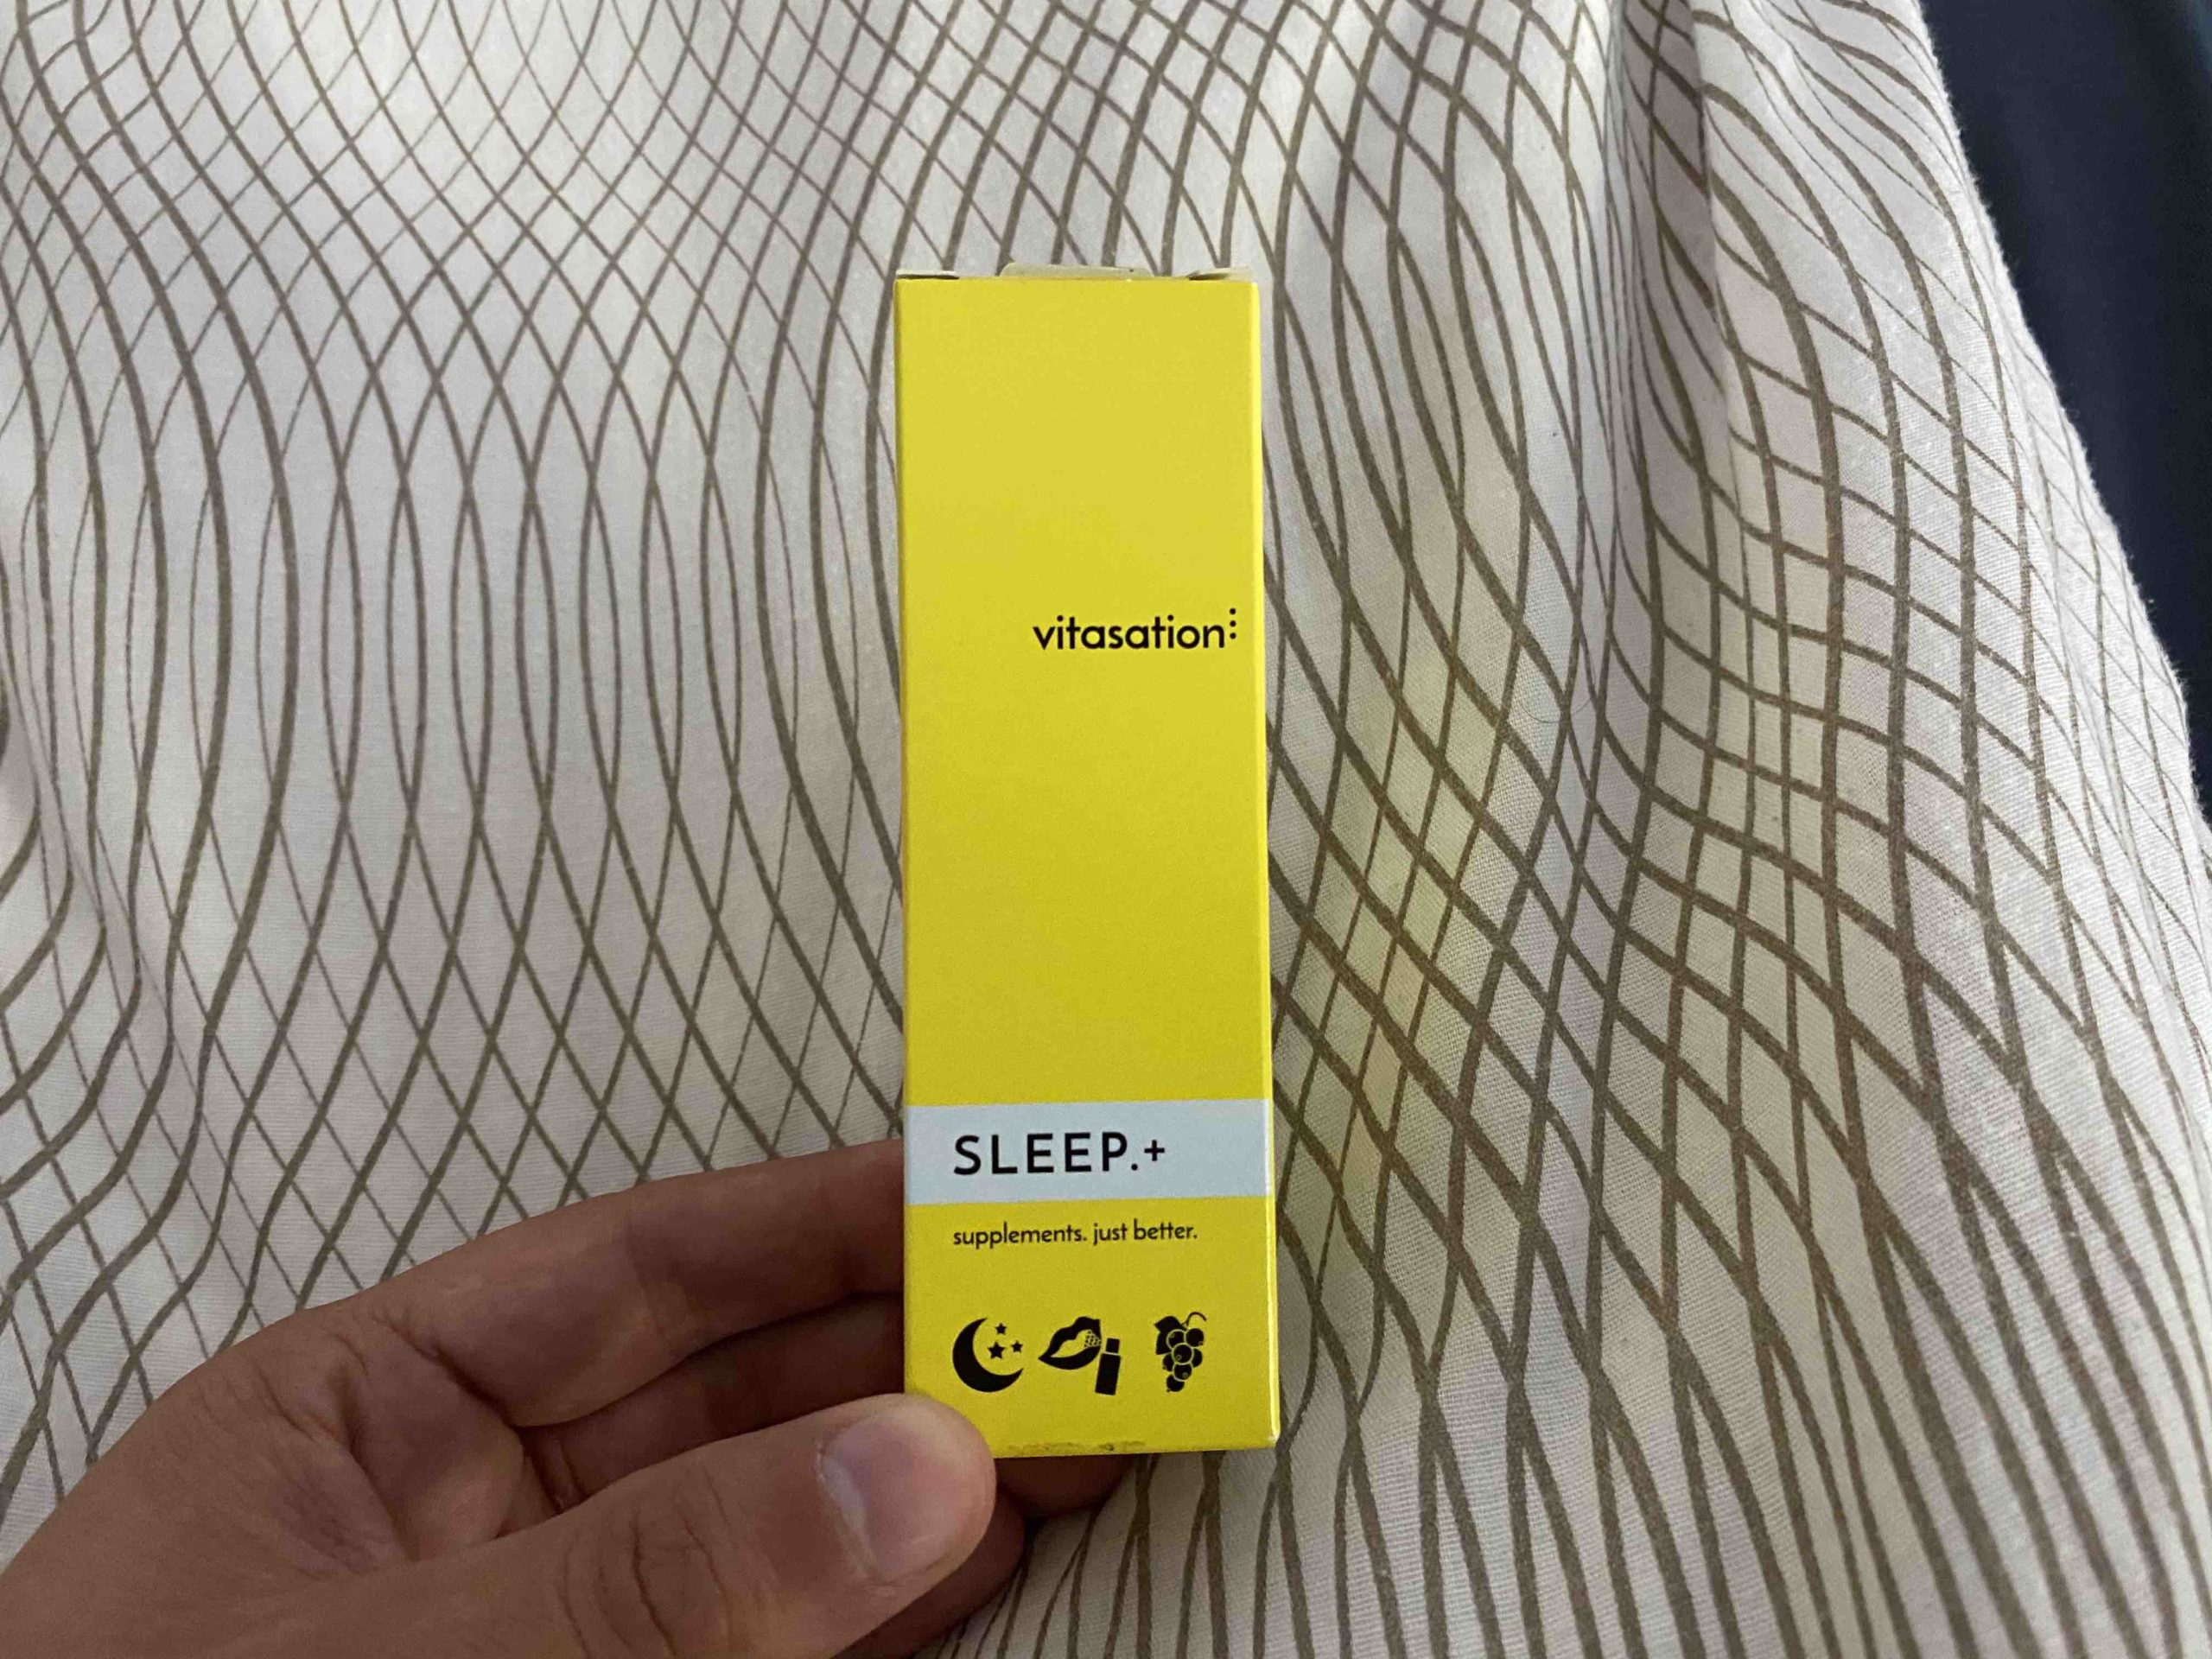 vitasation
SLEEP.+
supplements. just better.